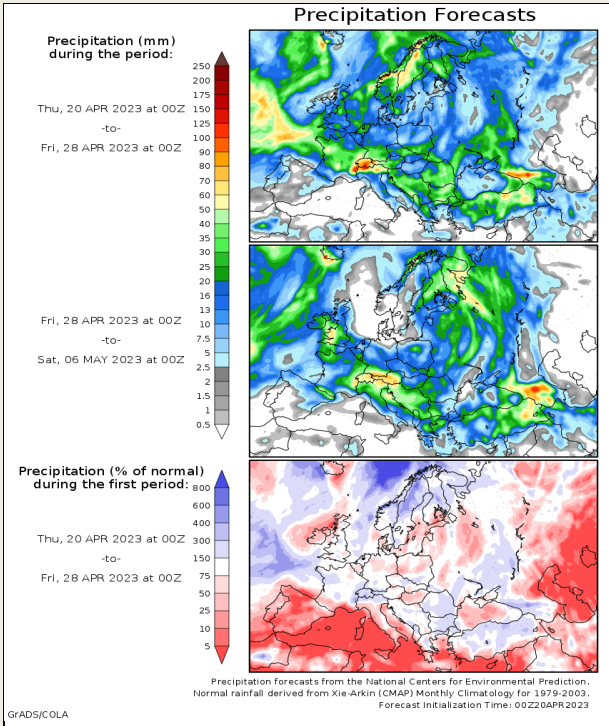 Precipitation Forecasts
Precipitation (mm)
during the period:
Thu, 20 APR 2023 at 00Z
-to-
Fri, 28 APR 2023 at 00Z
250
200
175
150
125
100
90
80
70
60
50
40
35
30
25
20
16
13
10
7.5
5
2.5
2
1.5
1
0.5
Fri, 28 APR 2023 at 00Z
-to-
Sat, 06 MAY 2023 at 00Z
Precipitation (% of normal)
during the first period:
Thu, 20 APR 2023 at 00Z
-to-
Fri, 28 APR 2023 at 00Z
800
600
400
300
150
75
50
25
10
5
Precipitation forecasts from the National Centers for Environmental Prediction.
Normal rainfall derived from Xie-Arkin (CMAP) Monthly Climatology for 1979-2003.
Forecast Initialization Time: 00Z20APR2023
GrADS/COLA